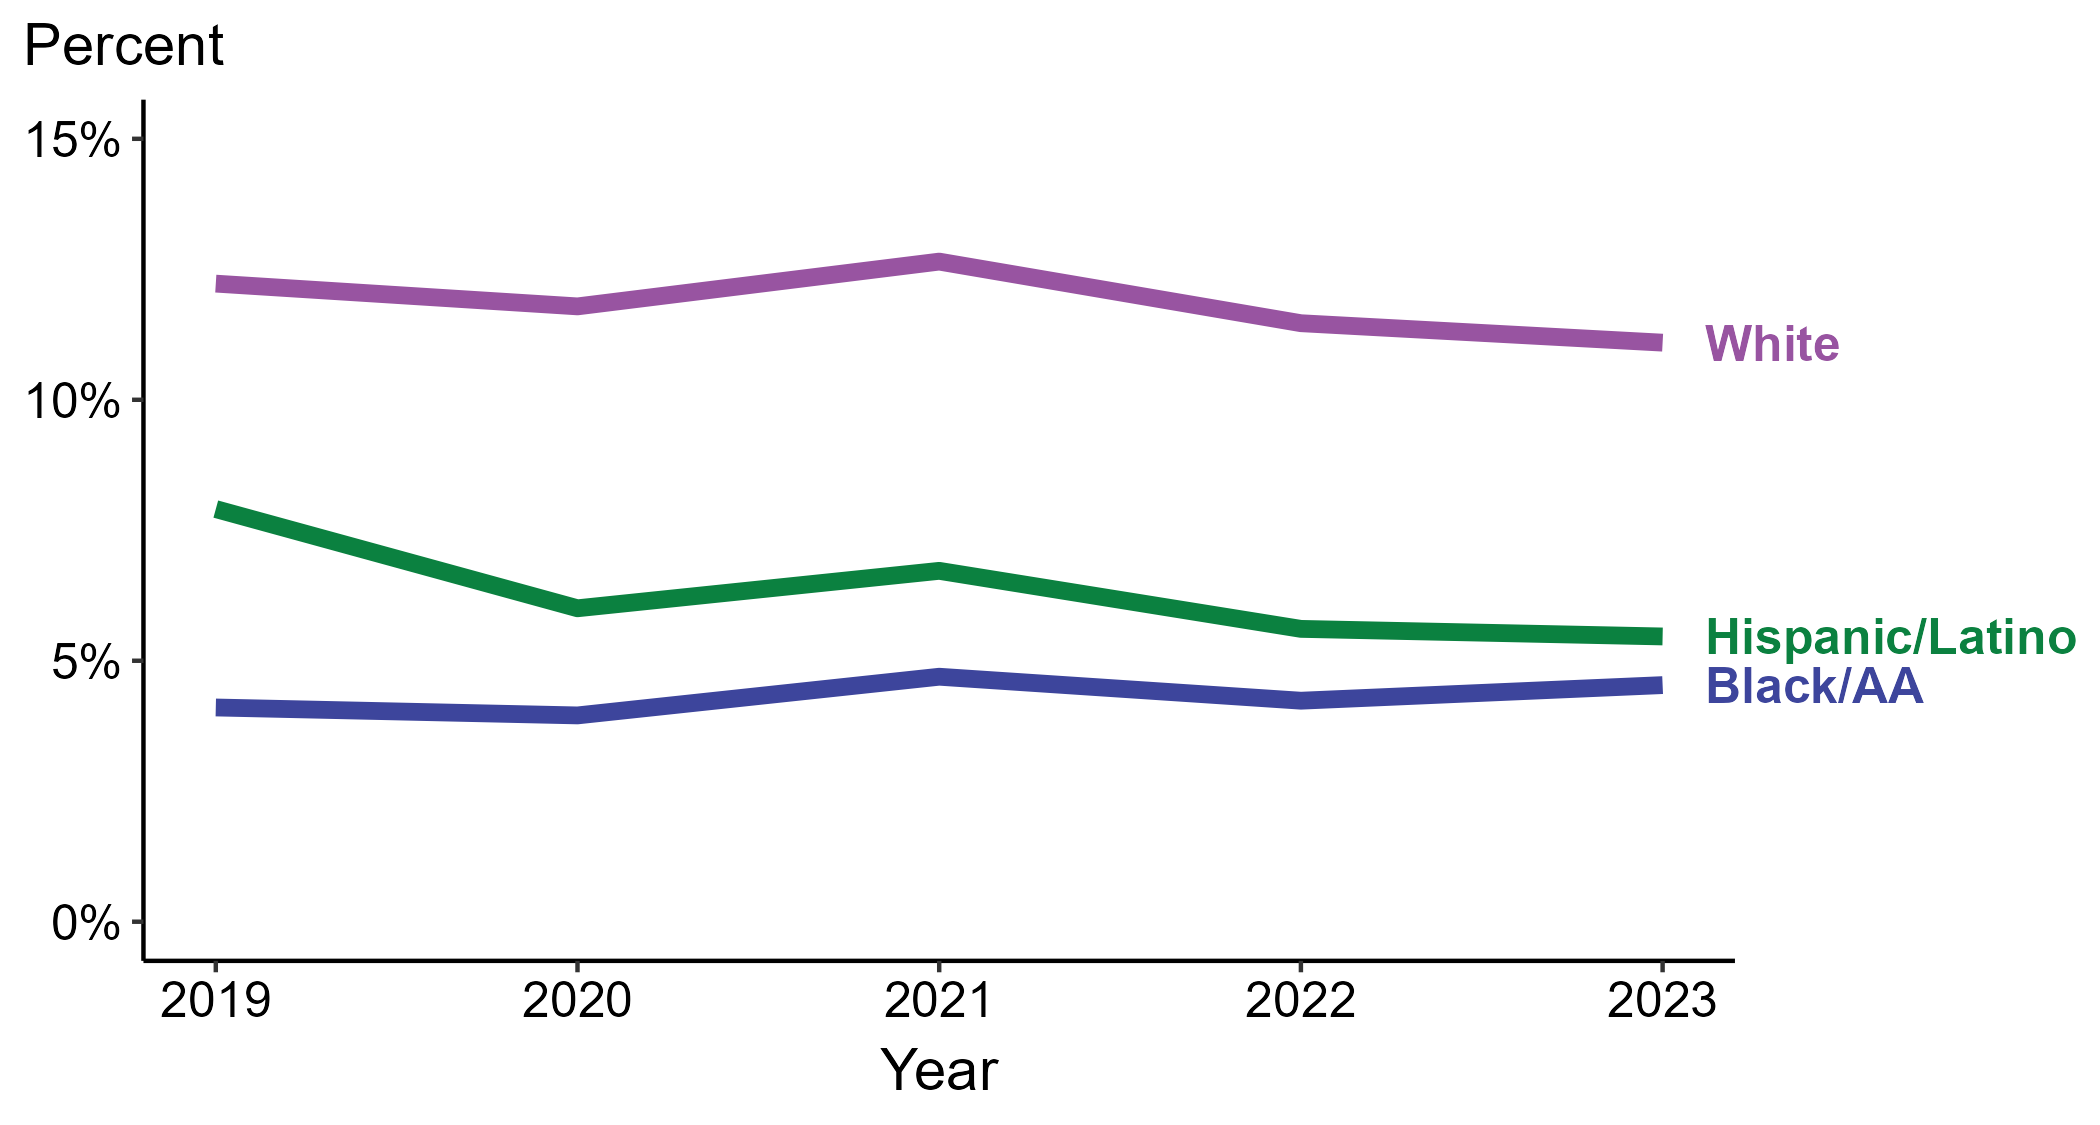 Percent
15%
10%
5%
0%
White
Hispanic/Latino
Black/AA
2019 2020 2021 2022 2023
Year